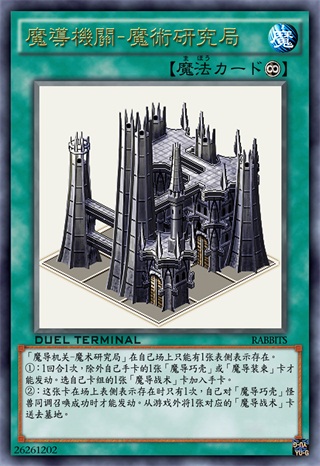 魔導機關-魔術研究局
魔
【魔法カード】
まほう
DUEL TERMINAL
RABBITS
「魔导机关-魔术研究局」在自己场上只能有1张表侧表示存在。
①:1回合1次,除外自己手卡的1张「魔导巧壳」或「魔导装束」卡才
能发动。选自己卡组的1张「魔导战术」卡加入手卡。
②:这张卡在场上表侧表示存在时只有1次,自己对「魔导巧壳」怪
兽同调召唤成功时才能发动。从游戏外将1张对应的「魔导战术」卡
送去墓地。
26261202